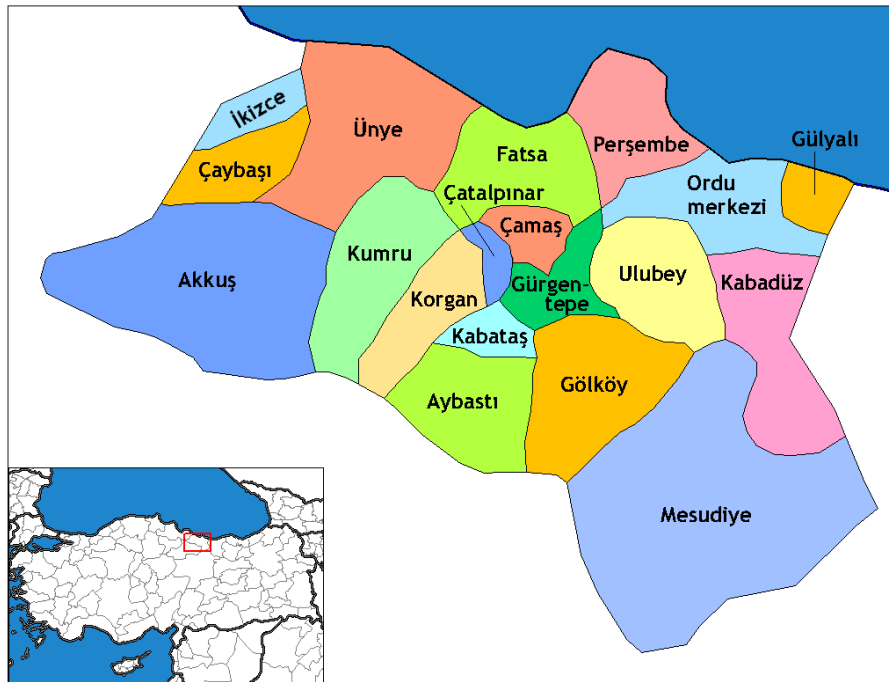 İkizce
Ünye
Perşembe
Gülyalı
Fatsa
Çaybaşı
Ordu
merkezi
Çatalpınar
Çamaş
Kumru
Akkuş
Ulubey
Kabadüz
Gürgen-
tepe
Korgan
Kabataş
Gölköy
Aybastı
Mesudiye